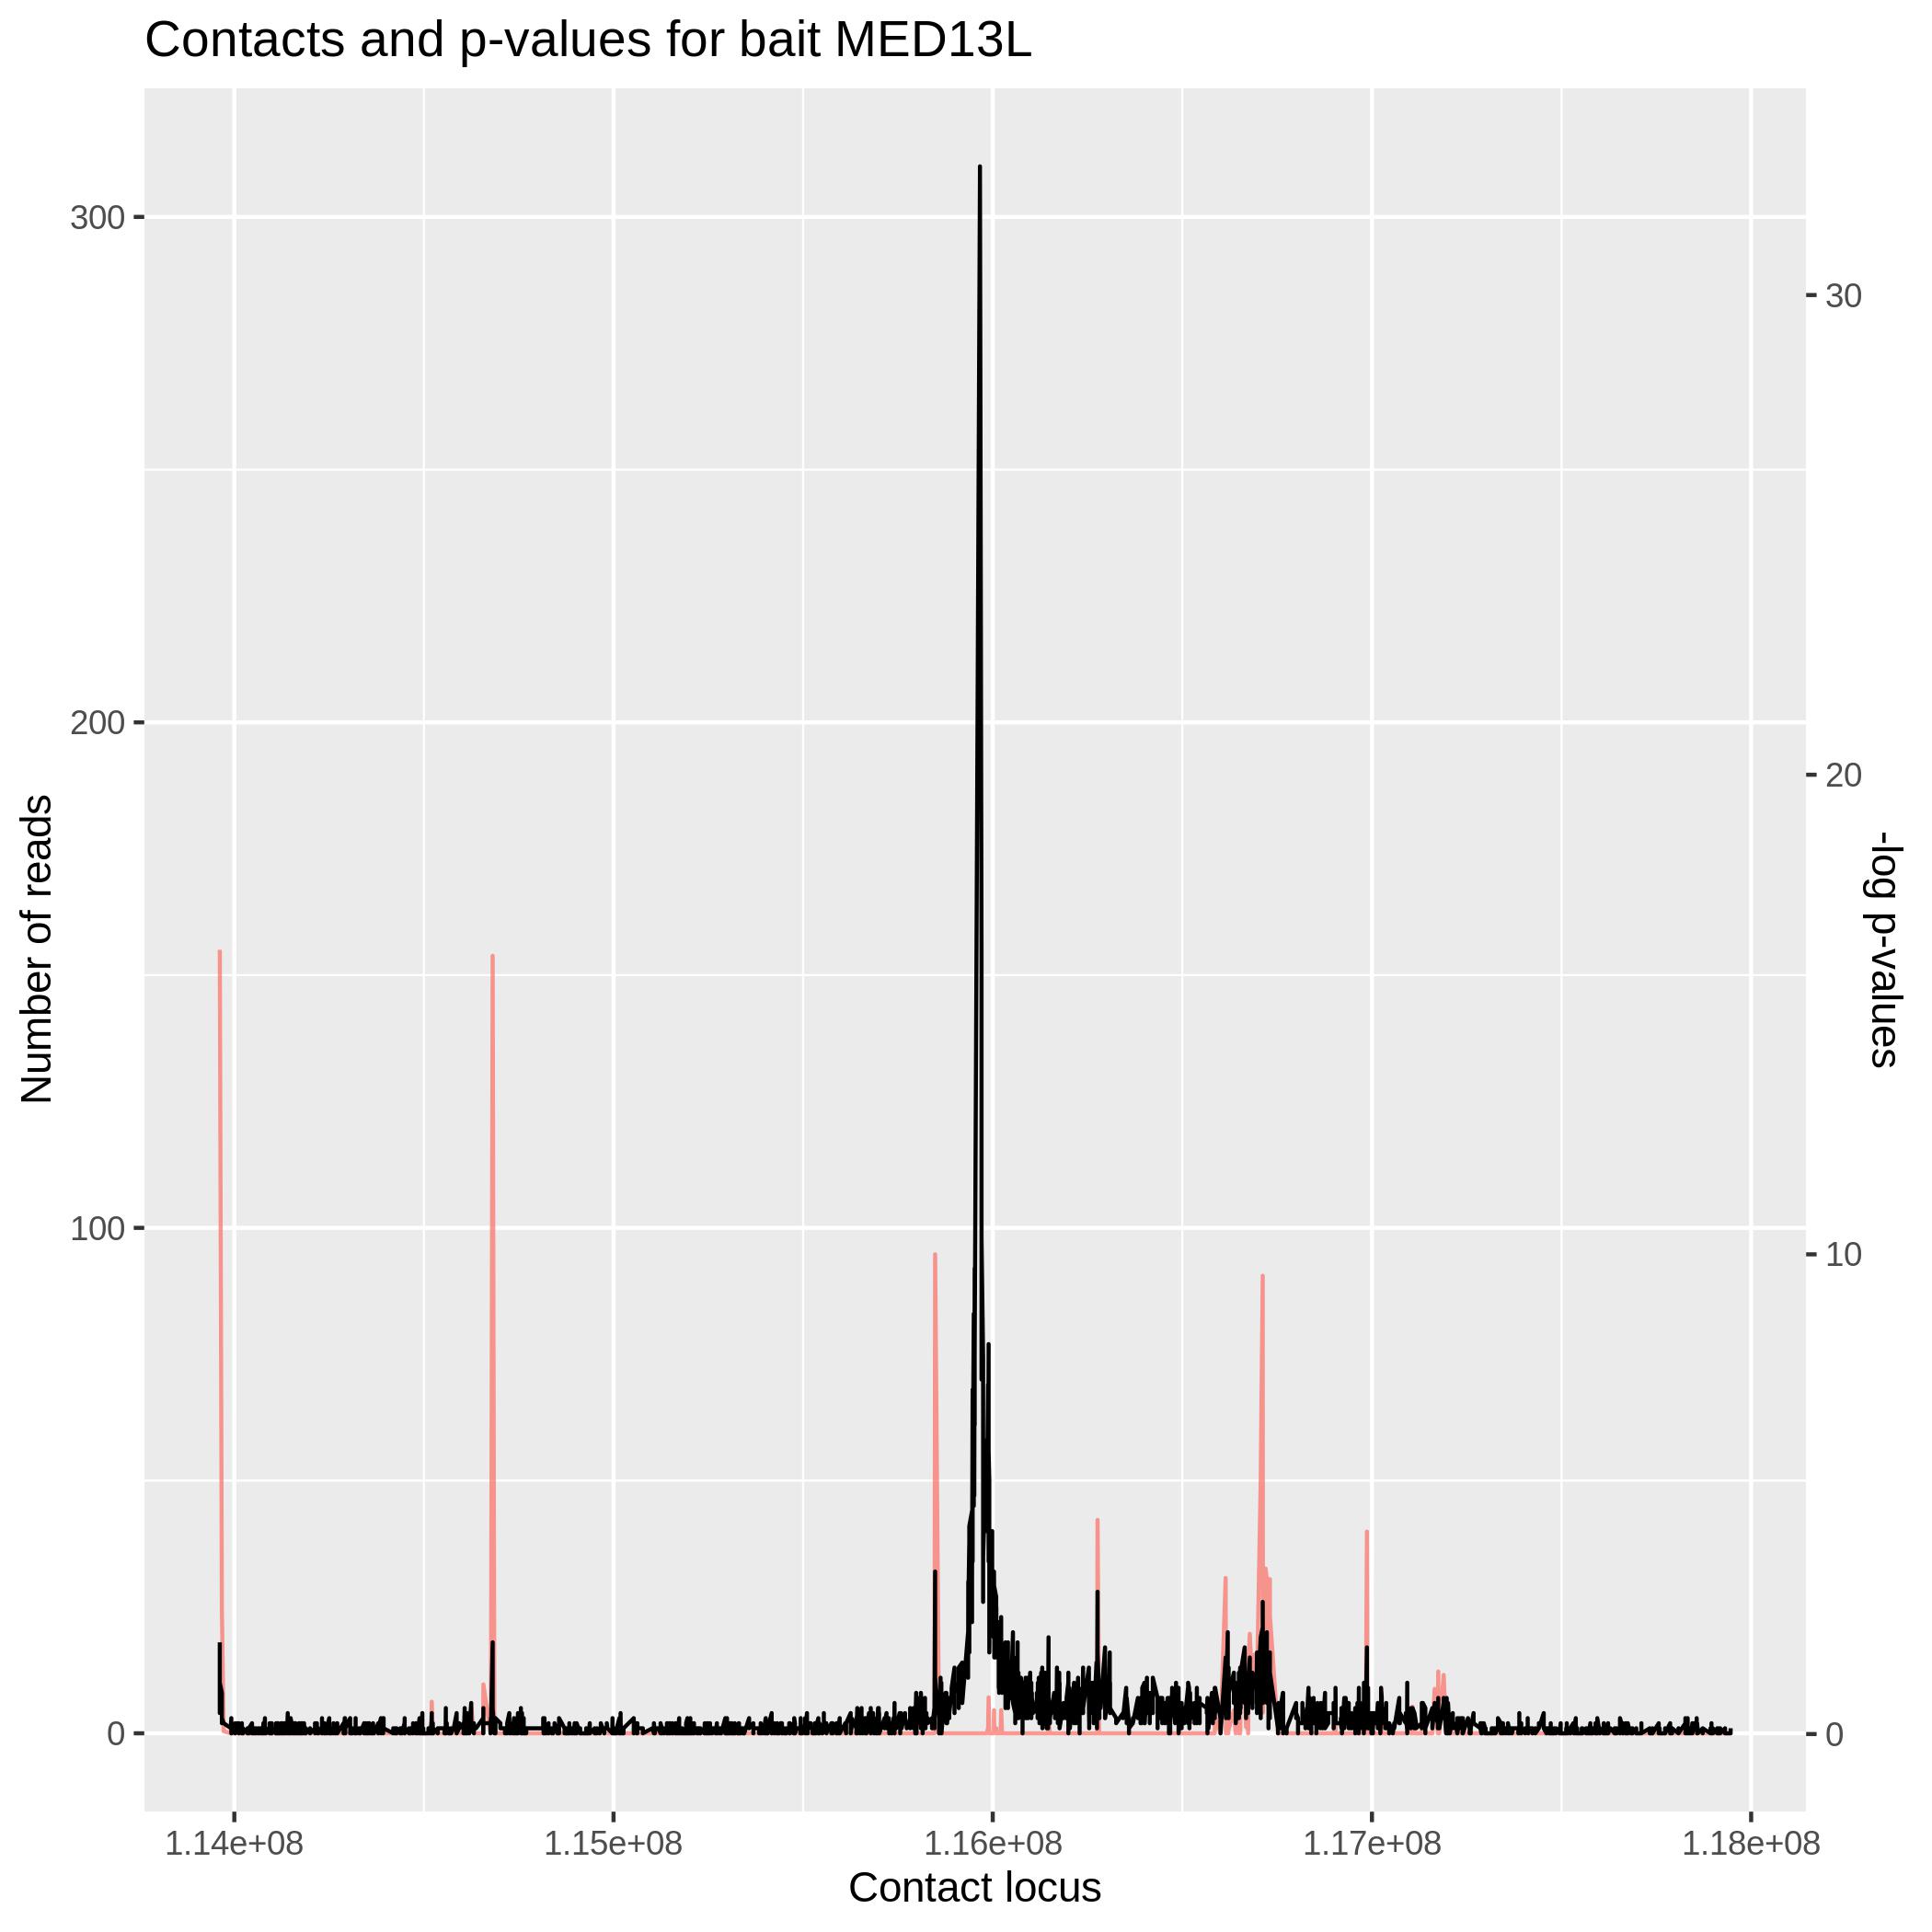 Contacts and p-values for bait MED13L
300
200
100
0
30
20
10
0
Number of reads
-log p-values
1.14e+08
1.15e+08
1.16e+08
1.17e+08
1.18e+08
Contact locus